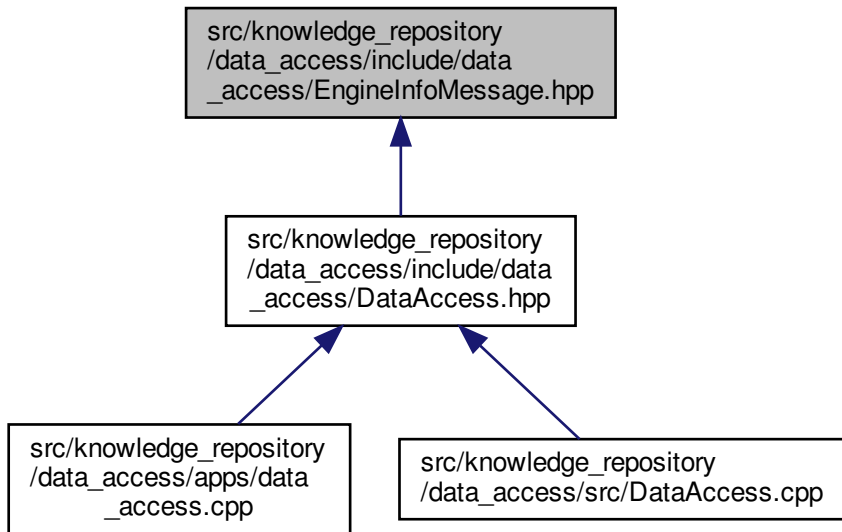 src/knowledge_repository
/data_access/include/data
_access/EngineInfoMessage.hpp
src/knowledge_repository
/data_access/include/data
_access/DataAccess.hpp
src/knowledge_repository
/data_access/apps/data
_access.cpp
src/knowledge_repository
/data_access/src/DataAccess.cpp